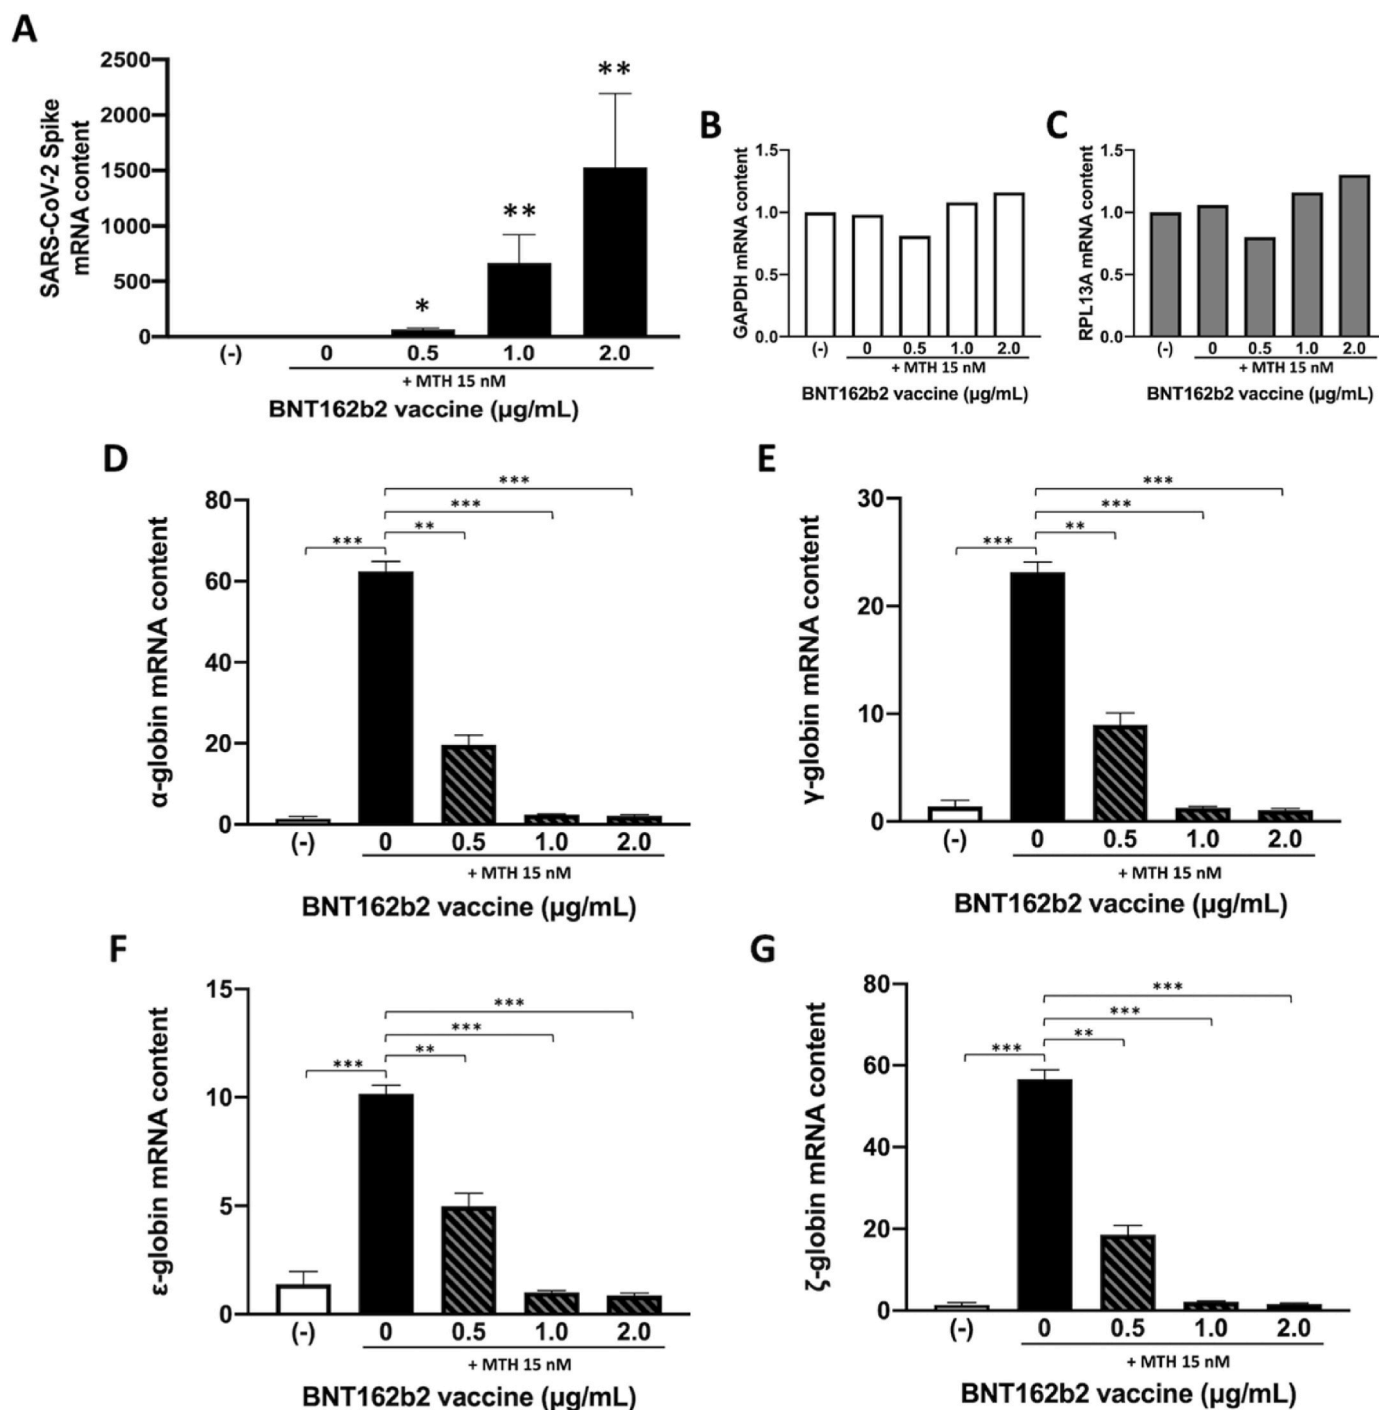 A
SARS-CoV-2 Spike
mRNA content
2500
2000
1500
1000
500
0
*
**
**
(-) 0 0.5 1.0 2.0
+ MTH 15 nM
BNT162b2 vaccine (μg/mL)
B
GAPDH mRNA content
1.5
1.0
0.5
0.0
(-) 0 0.5 1.0 2.0
+ MTH 15 nM
BNT162b2 vaccine (μg/mL)
C
RPL13A mRNA content
1.5
1.0
0.5
0.0
(-) 0 0.5 1.0 2.0
+ MTH 15 nM
BNT162b2 vaccine (μg/mL)
D
α-globin mRNA content
80
60
40
20
0
***
***
**
***
(-) 0 0.5 1.0 2.0
+ MTH 15 nM
BNT162b2 vaccine (μg/mL)
E
γ-globin mRNA content
30
20
10
0
***
***
**
***
(-) 0 0.5 1.0 2.0
+ MTH 15 nM
BNT162b2 vaccine (μg/mL)
F
ε-globin mRNA content
15
10
5
0
***
***
**
***
(-) 0 0.5 1.0 2.0
+ MTH 15 nM
BNT162b2 vaccine (μg/mL)
G
ζ-globin mRNA content
80
60
40
20
0
***
***
**
***
(-) 0 0.5 1.0 2.0
+ MTH 15 nM
BNT162b2 vaccine (μg/mL)